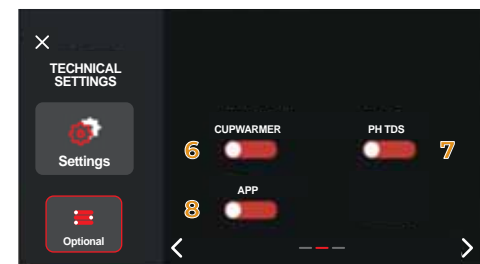 TECHNICAL
SETTINGS
Settings
Optional
CUPWARMER
PH TDS
6
7
APP
8